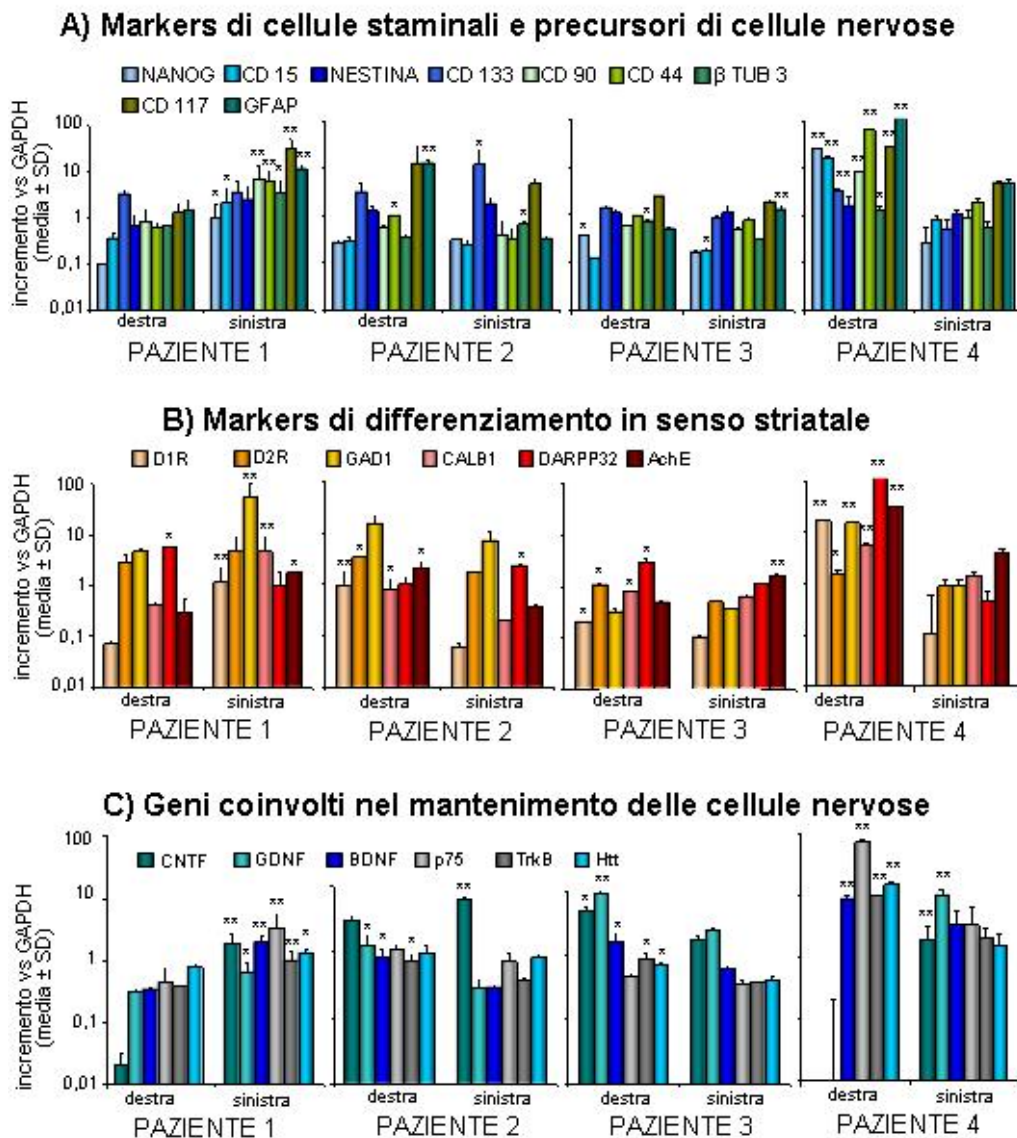 A) Markers di cellule staminali e precursori di cellule nervose
NANOG CD 15 NESTINA CD 133 CD 90 CD 44 β TUB 3
CD 117 GFAP
incremento vs GAPDH
(media ± SD)
100
10
1
0,1
0,01
* * ** ** * ** **
* **
* *
* * * **
** ** ** ** ** ** * ** **
destra sinistra destra sinistra destra sinistra destra sinistra
PAZIENTE 1 PAZIENTE 2 PAZIENTE 3 PAZIENTE 4
B) Markers di differenziamento in senso striatale
D1R D2R GAD1 CALB1 DARPP32 AchE
incremento vs GAPDH
(media ± SD)
100
10
1
0,1
0,01
* ** ** ** *
** * * * *
* * * * **
** * ** ** ** **
destra sinistra destra sinistra destra sinistra destra sinistra
PAZIENTE 1 PAZIENTE 2 PAZIENTE 3 PAZIENTE 4
C) Geni coinvolti nel mantenimento delle cellule nervose
CNTF GDNF BDNF p75 TrkB Htt
incremento vs GAPDH
(media ± SD)
100
10
1
0,1
0,01
** * ** ** ** *
* * * **
* ** * * *
** ** ** ** ** **
destra sinistra destra sinistra destra sinistra destra sinistra
PAZIENTE 1 PAZIENTE 2 PAZIENTE 3 PAZIENTE 4